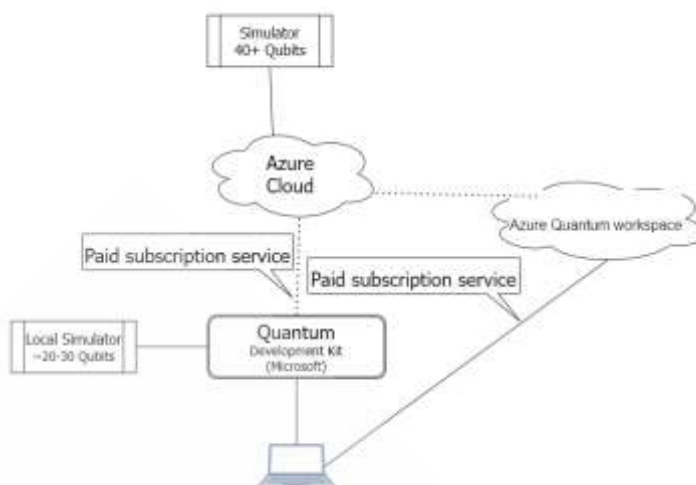 Simulator
40+ Qubits
Azure
Cloud
Azure Quantum workspace
Paid subscription service
Paid subscription service
Quantum
Development Kit
(Microsoft)
Local Simulator
~20-30 Qubits